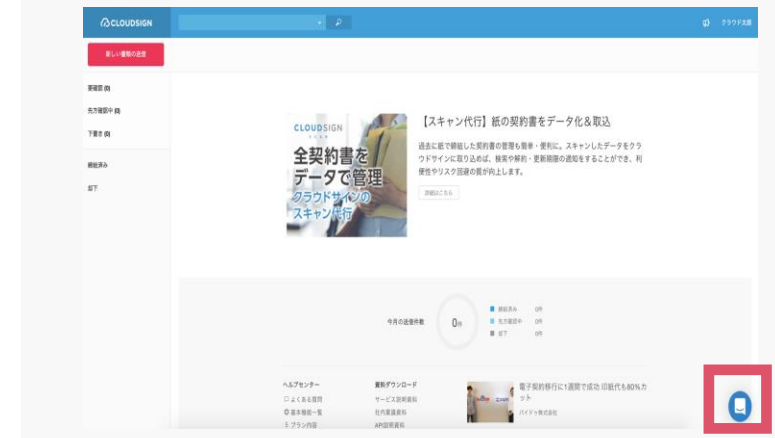 CLOUDSIGN
クラウド太郎
新しい書類の送信
要確認 (0)
先方確認中 (0)
下書き (0)
締結済み
却下
CLOUDSIGN
全契約書を
データで管理
クラウドサインの
スキャン代行
【スキャン代行】紙の契約書をデータ化&取込
過去に紙で締結した契約書の管理も簡単・便利に。スキャンしたデータをクラ
ウドサインに取り込めば、検索や解約・更新期限の通知をすることができ、利
便性やリスク回避の質が向上します。
詳細はこちら
今月の送信件数
0件
締結済み 0件
先方確認中 0件
却下 0件
ヘルプセンター
よくある質問
基本機能一覧
プラン内容
資料ダウンロード
サービス説明資料
社内稟議資料
API説明資料
電子契約移行に1週間で成功 印紙代も80%カ
ット
バイドゥ株式会社